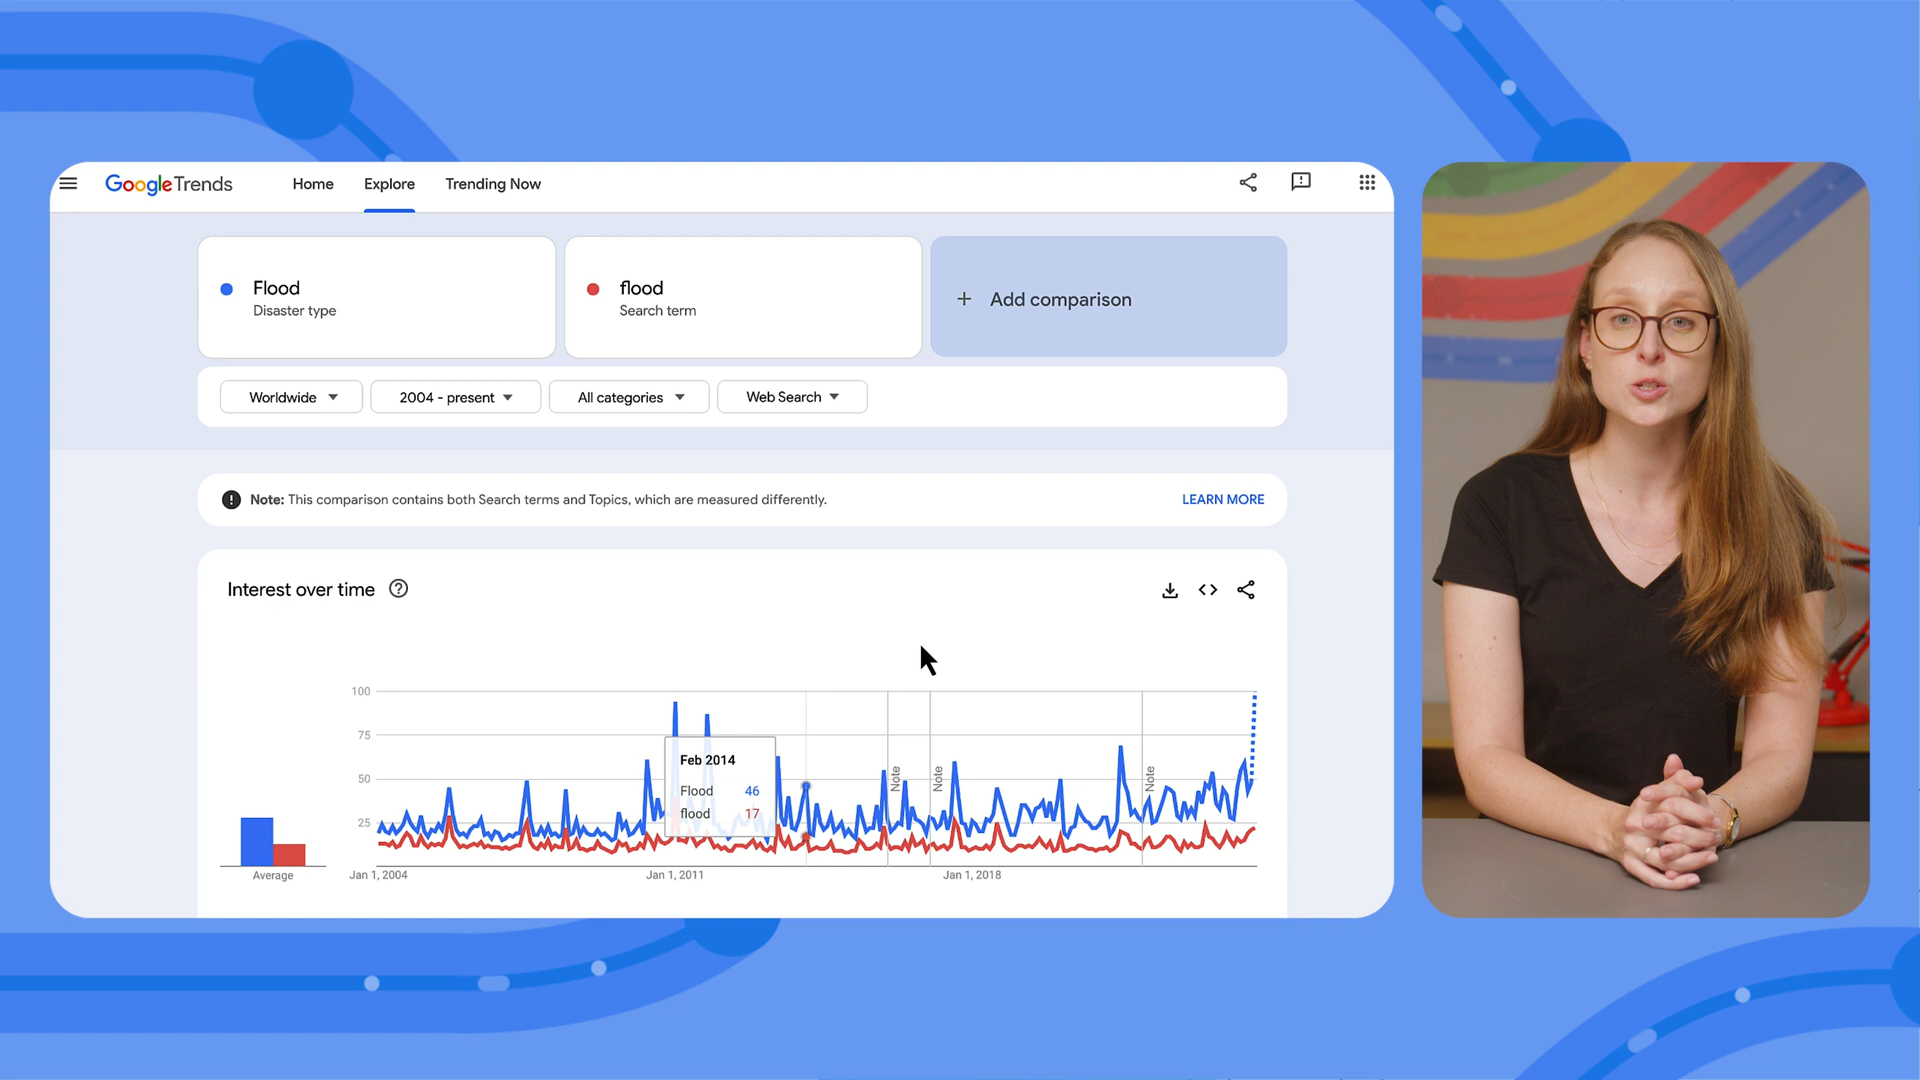 Google Trends Home Explore Trending Now
Flood
Disaster type
flood
Search term
+ Add comparison
Worldwide 2004 - present All categories Web Search
Note: This comparison contains both Search terms and Topics, which are measured differently. LEARN MORE
Interest over time
100
75
50
25
Feb 2014
Flood 46
flood 17
Note
Note
Note
Average
Jan 1, 2004 Jan 1, 2011 Jan 1, 2018